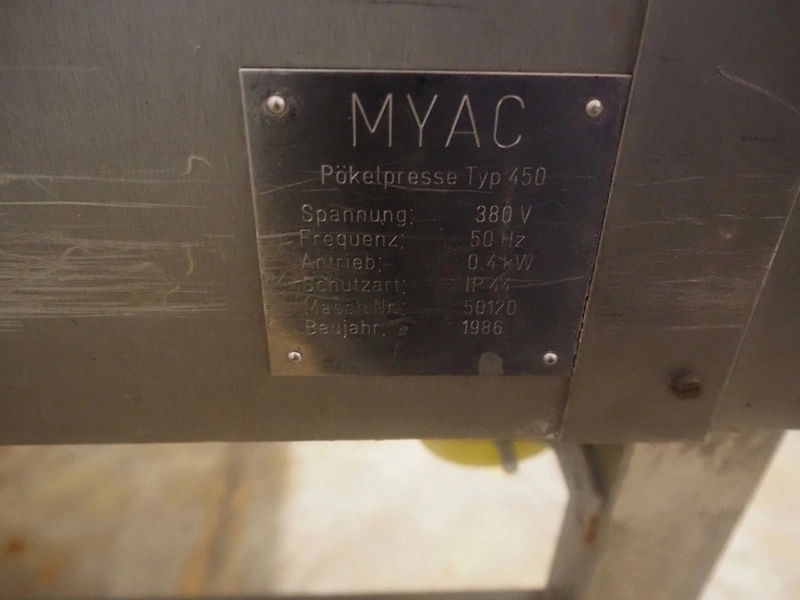 MYAC
Pökelpresse Typ 450
Spannung: 380 V
Frequenz: 50 Hz
Antrieb: 0.4 kW
Schutzart: IP 44
Masch.Nr.: 50120
Baujahr: 1986